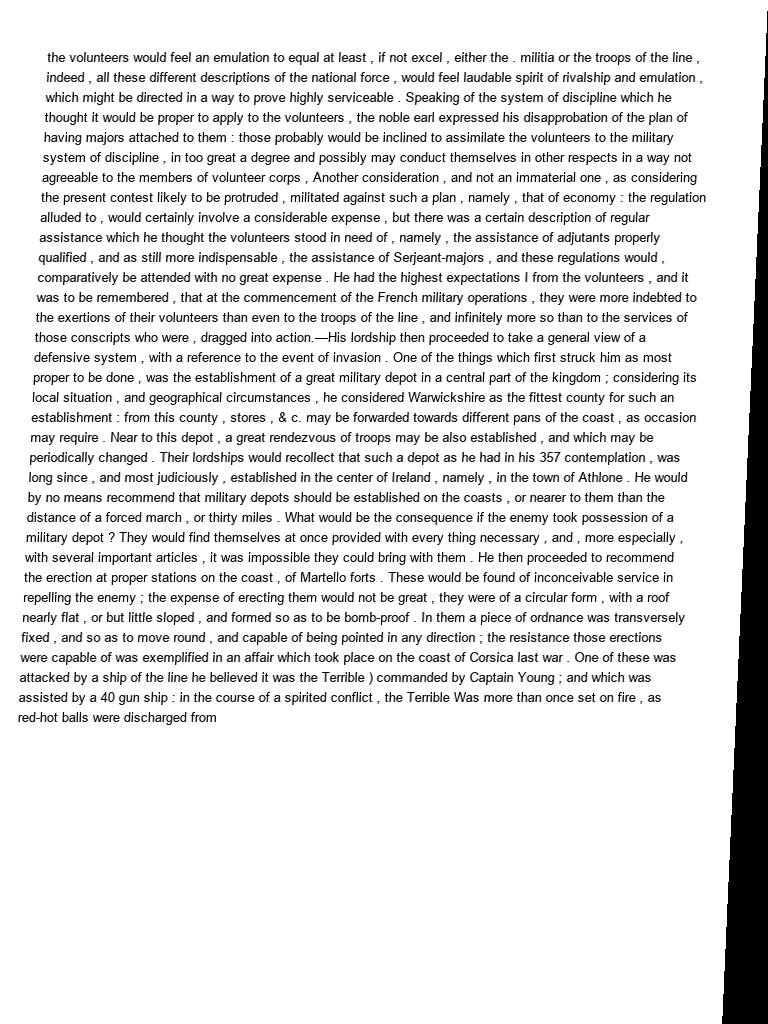 the volunteers would feel an emulation to equal at least , if not excel , either the . militia or the troops of the line ,
indeed , all these different descriptions of the national force , would feel laudable spirit of rivalship and emulation ,
which might be directed in a way to prove highly serviceable . Speaking of the system of discipline which he
thought it would be proper to apply to the volunteers , the noble earl expressed his disapprobation of the plan of
having majors attached to them : those probably would be inclined to assimilate the volunteers to the military
system of discipline , in too great a degree and possibly may conduct themselves in other respects in a way not
agreeable to the members of volunteer corps , Another consideration , and not an immaterial one , as considering
the present contest likely to be protruded , militated against such a plan , namely , that of economy : the regulation
alluded to , would certainly involve a considerable expense , but there was a certain description of regular
assistance which he thought the volunteers stood in need of , namely , the assistance of adjutants properly
qualified , and as still more indispensable , the assistance of Serjeant-majors , and these regulations would ,
comparatively be attended with no great expense . He had the highest expectations I from the volunteers , and it
was to be remembered , that at the commencement of the French military operations , they were more indebted to
the exertions of their volunteers than even to the troops of the line , and infinitely more so than to the services of
those conscripts who were , dragged into action.—His lordship then proceeded to take a general view of a
defensive system , with a reference to the event of invasion . One of the things which first struck him as most
proper to be done , was the establishment of a great military depot in a central part of the kingdom ; considering its
local situation , and geographical circumstances , he considered Warwickshire as the fittest county for such an
establishment : from this county , stores , & c. may be forwarded towards different pans of the coast , as occasion
may require . Near to this depot , a great rendezvous of troops may be also established , and which may be
periodically changed . Their lordships would recollect that such a depot as he had in his 357 contemplation , was
long since , and most judiciously , established in the center of Ireland , namely , in the town of Athlone . He would
by no means recommend that military depots should be established on the coasts , or nearer to them than the
distance of a forced march , or thirty miles . What would be the consequence if the enemy took possession of a
military depot ? They would find themselves at once provided with every thing necessary , and , more especially ,
with several important articles , it was impossible they could bring with them . He then proceeded to recommend
the erection at proper stations on the coast , of Martello forts . These would be found of inconceivable service in
repelling the enemy ; the expense of erecting them would not be great , they were of a circular form , with a roof
nearly flat , or but little sloped , and formed so as to be bomb-proof . In them a piece of ordnance was transversely
fixed , and so as to move round , and capable of being pointed in any direction ; the resistance those erections
were capable of was exemplified in an affair which took place on the coast of Corsica last war . One of these was
attacked by a ship of the line he believed it was the Terrible ) commanded by Captain Young ; and which was
assisted by a 40 gun ship : in the course of a spirited conflict , the Terrible Was more than once set on fire , as
red-hot balls were discharged from